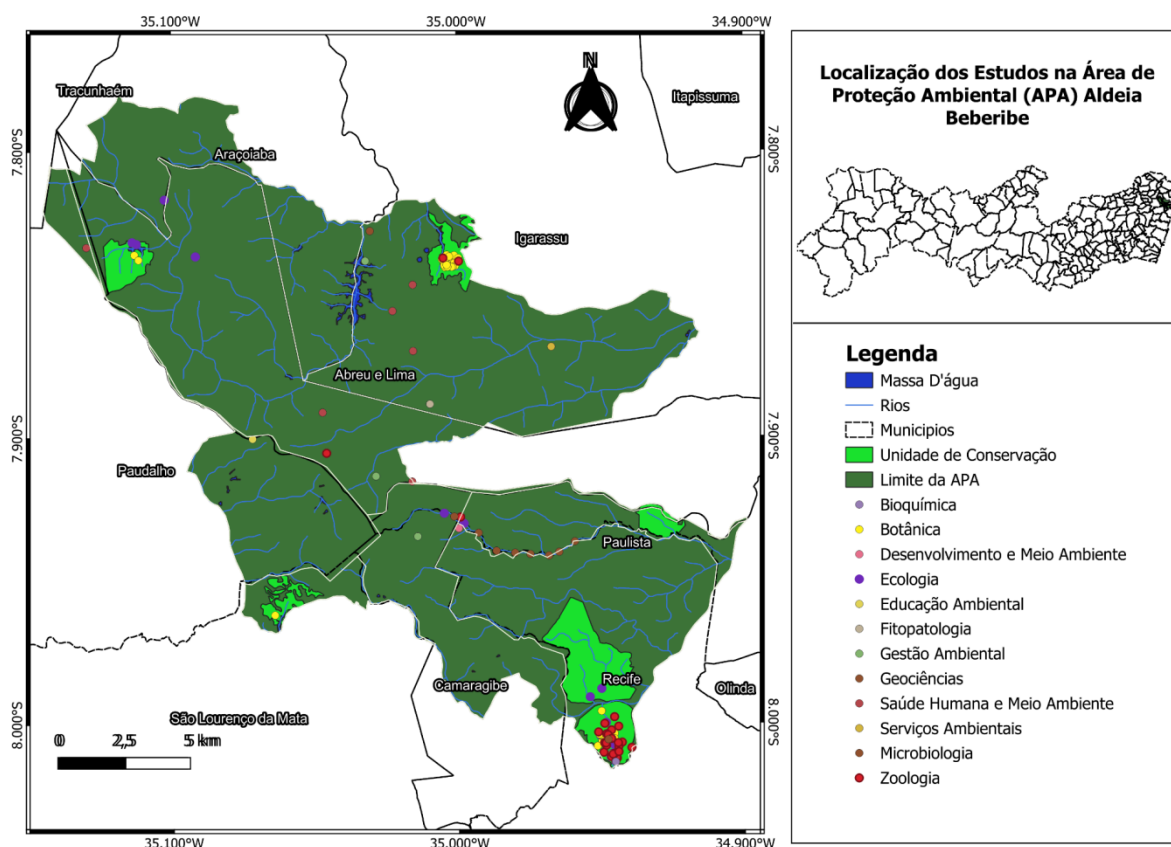 35.100°W
35.000°W
34.900°W
N
Tracunhaém
Itapissuma
7.800°S
7.800°S
Araçoiaba
Igarassu
Abreu e Lima
7.900°S
7.900°S
Paudalho
Paulista
Camaragibe
Recife
Olinda
São Lourenço da Mata
8.000°S
8.000°S
0 2,5 5 km
35.100°W
35.000°W
34.900°W
Localização dos Estudos na Área de
Proteção Ambiental (APA) Aldeia
Beberibe
Legenda
Massa D'água
Rios
Municipios
Unidade de Conservação
Limite da APA
Bioquímica
Botânica
Desenvolvimento e Meio Ambiente
Ecologia
Educação Ambiental
Fitopatologia
Gestão Ambiental
Geociências
Saúde Humana e Meio Ambiente
Serviços Ambientais
Microbiologia
Zoologia